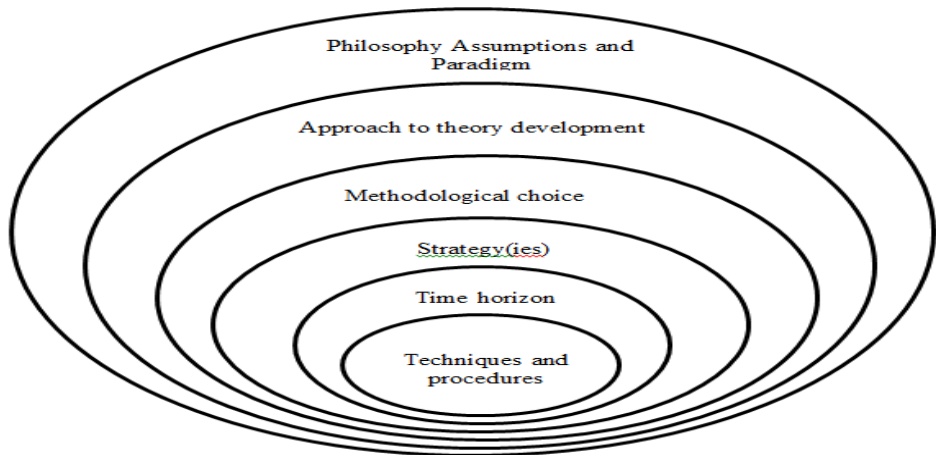 Philosophy Assumptions and
Paradigm
Approach to theory development
Methodological choice
Strategy(ies)
Time horizon
Techniques and
procedures